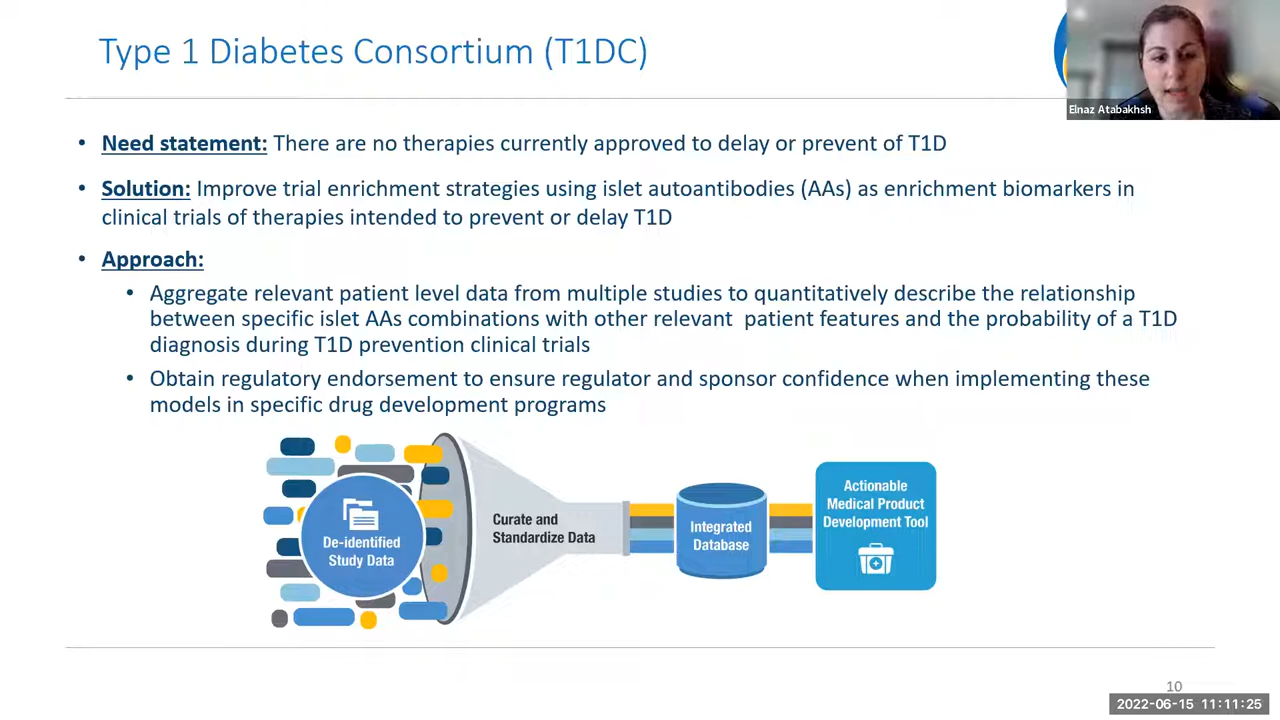 Type 1 Diabetes Consortium (T1DC)
Elnaz Atabakhsh
• Need statement: There are no therapies currently approved to delay or prevent of T1D
• Solution: Improve trial enrichment strategies using islet autoantibodies (AAs) as enrichment biomarkers in
clinical trials of therapies intended to prevent or delay T1D
• Approach:
• Aggregate relevant patient level data from multiple studies to quantitatively describe the relationship
between specific islet AAs combinations with other relevant patient features and the probability of a T1D
diagnosis during T1D prevention clinical trials
• Obtain regulatory endorsement to ensure regulator and sponsor confidence when implementing these
models in specific drug development programs
De-identified
Study Data
Curate and
Standardize Data
Integrated
Database
Actionable
Medical Product
Development Tool
10
2022-06-15 11:11:25